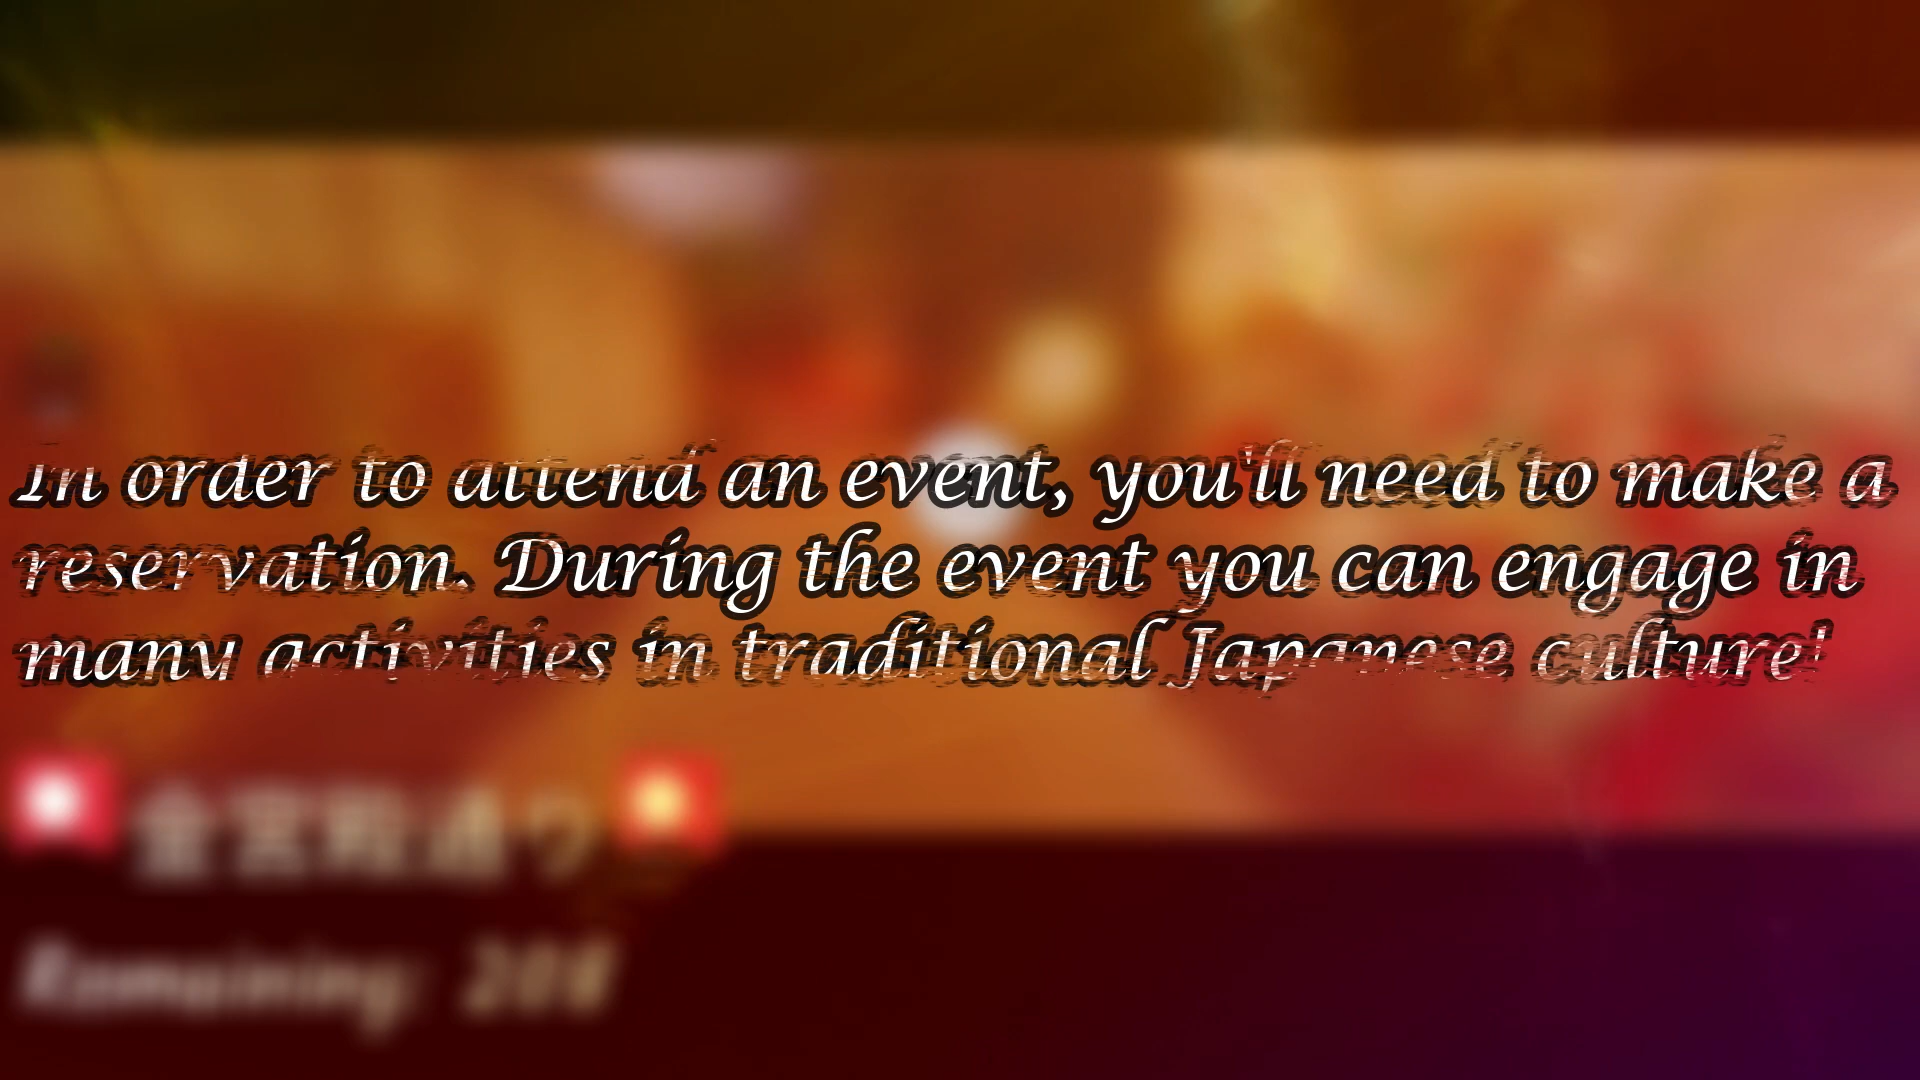 In order to attend an event, you'll need to make a
reservation. During the event you can engage in
many activities in traditional Japanese culture!
Remaining: